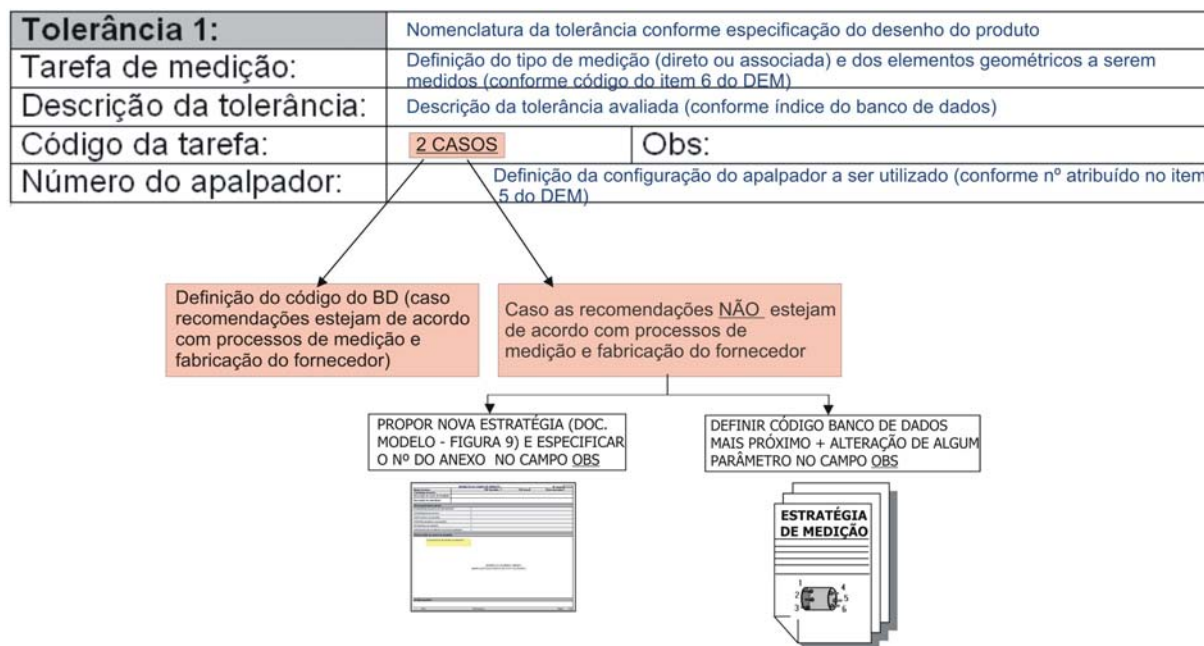 Tolerância 1:
Nomenclatura da tolerância conforme especificação do desenho do produto
Tarefa de medição:
Definição do tipo de medição (direto ou associada) e dos elementos geométricos a serem
medidos (conforme código do item 6 do DEM)
Descrição da tolerância:
Descrição da tolerância avaliada (conforme índice do banco de dados)
Código da tarefa:
2 CASOS
Obs:
Número do apalpador:
Definição da configuração do apalpador a ser utilizado (conforme nº atribuído no item
5 do DEM)
Definição do código do BD (caso
recomendações estejam de acordo
com processos de medição e
fabricação do fornecedor)
Caso as recomendações NÃO estejam
de acordo com processos de
medição e fabricação do fornecedor
PROPOR NOVA ESTRATÉGIA (DOC.
MODELO - FIGURA 9) E ESPECIFICAR
O Nº DO ANEXO NO CAMPO OBS
DEFINIR CÓDIGO BANCO DE DADOS
MAIS PRÓXIMO + ALTERAÇÃO DE ALGUM
PARÂMETRO NO CAMPO OBS
ESTRATÉGIA
DE MEDIÇÃO
1
2
3
4
5
6